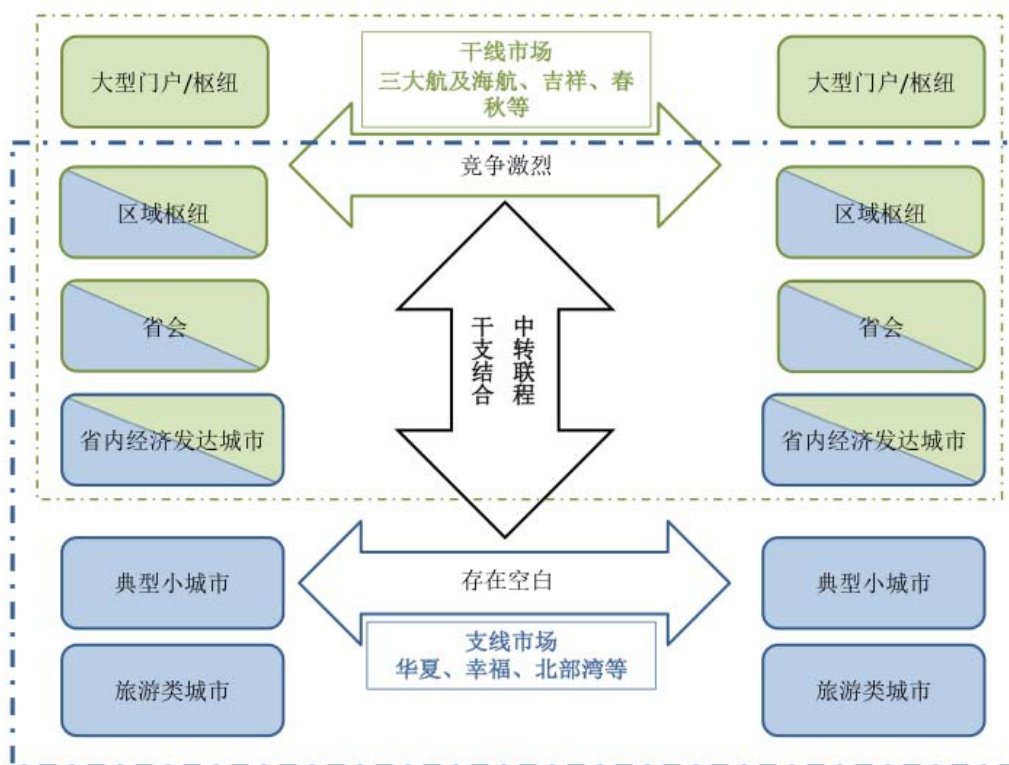 干线市场
三大航及海航、吉祥、春
秋等
大型门户/枢纽
大型门户/枢纽
竞争激烈
区域枢纽
区域枢纽
省会
省会
干支结合
中转联程
省内经济发达城市
省内经济发达城市
典型小城市
存在空白
典型小城市
支线市场
华夏、幸福、北部湾等
旅游类城市
旅游类城市